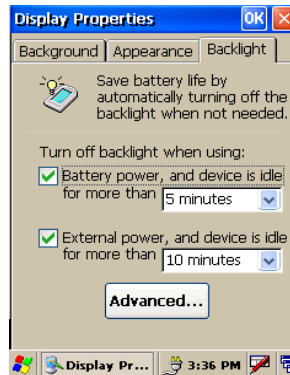 Display Properties OK
Background Appearance Backlight
Save battery life by
automatically turning off the
backlight when not needed.
Turn off backlight when using:
Battery power, and device is idle
for more than 5 minutes
External power, and device is idle
for more than 10 minutes
Advanced...
Display Pr... 3:36 PM